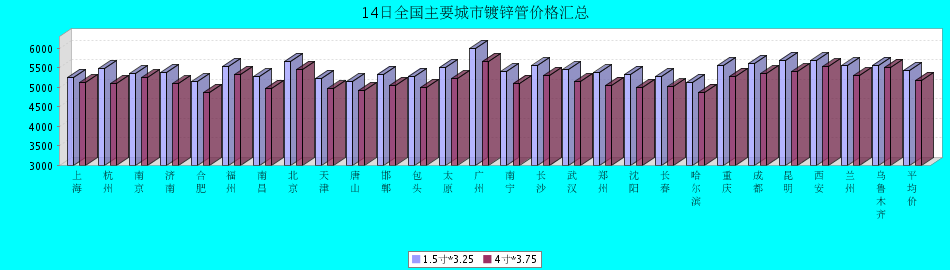 14日全国主要城市镀锌管价格汇总
6000
5500
5000
4500
4000
3500
3000
上海 杭州 南京 济南 合肥 福州 南昌 北京 天津 唐山 邯郸 包头 太原 广州 南宁 长沙 武汉 郑州 沈阳 长春 哈尔滨 重庆 成都 昆明 西安 兰州 乌鲁木齐 平均价
1.5寸*3.25 4寸*3.75